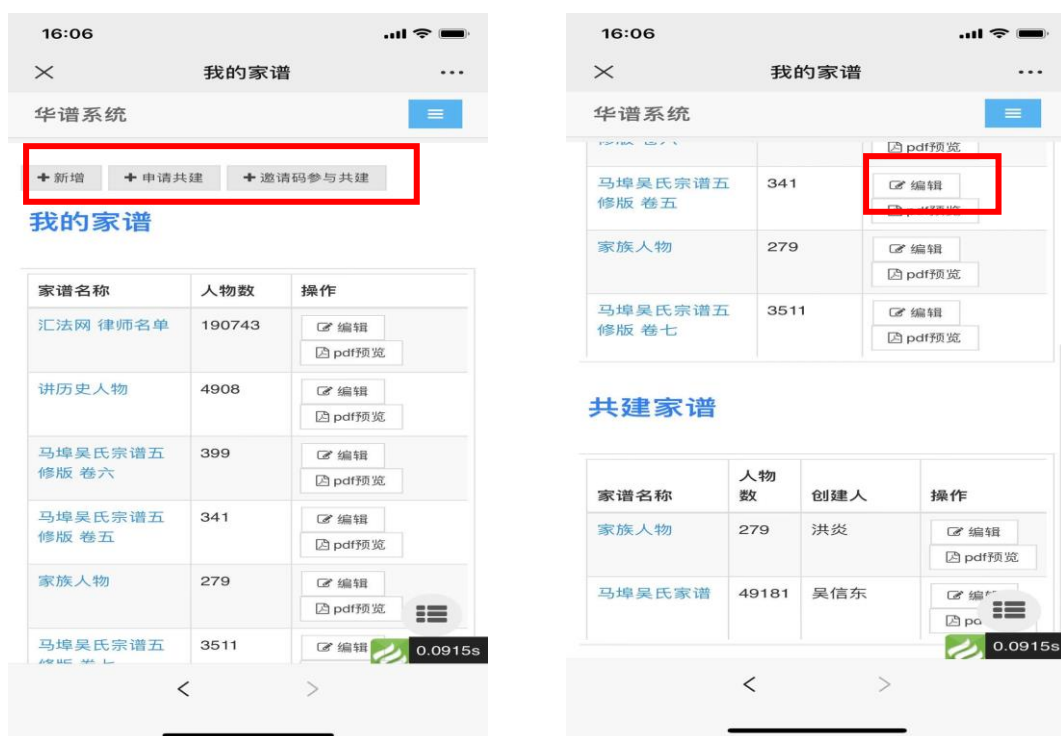 16:06
我的家谱
华谱系统
新增 申请共建 邀请码参与共建
我的家谱
家谱名称 人物数 操作
汇法网 律师名单 190743 编辑
pdf预览
讲历史人物 4908 编辑
pdf预览
马埠吴氏宗谱五 399 编辑
修版 卷六 pdf预览
马埠吴氏宗谱五 341 编辑
修版 卷五 pdf预览
家族人物 279 编辑
pdf预览
马埠吴氏宗谱五 3511 编辑
0.0915s
16:06
我的家谱
华谱系统
pdf预览
马埠吴氏宗谱五 341 编辑
修版 卷五 pdf预览
家族人物 279 编辑
pdf预览
马埠吴氏宗谱五 3511 编辑
修版 卷七 pdf预览
共建家谱
人物
家谱名称 数 创建人 操作
家族人物 279 洪炎 编辑
pdf预览
马埠吴氏家谱 49181 吴信东 编
0.0915s